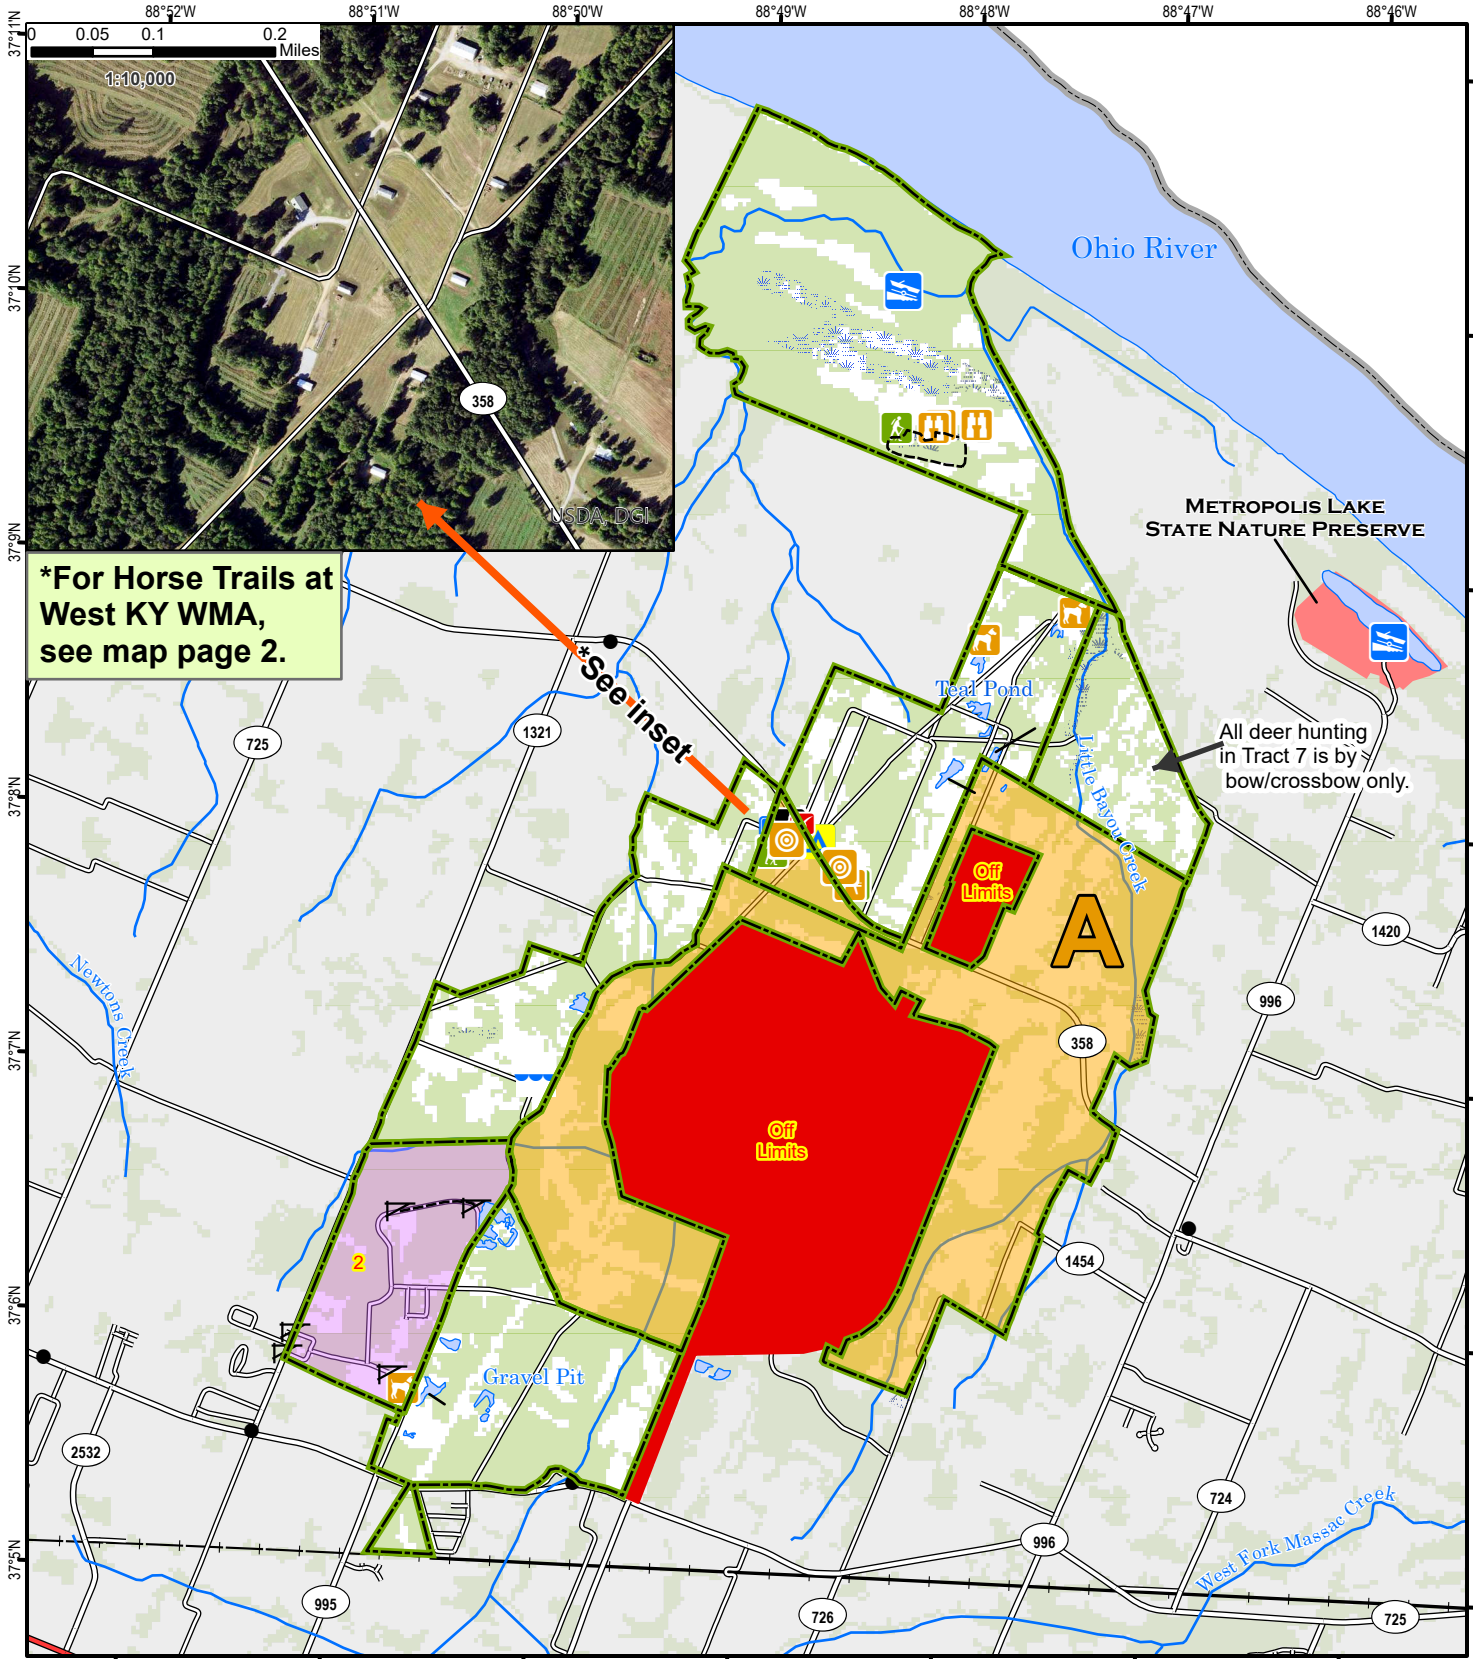 88°52'W
88°51'W
88°50'W
88°49'W
88°48'W
88°47'W
88°46'W
37°11'N
37°10'N
37°9'N
37°8'N
37°7'N
37°6'N
37°5'N
0 0.05 0.1 0.2
Miles
1:10,000
358
USDA, DGI
*For Horse Trails at
West KY WMA,
see map page 2.
*See inset
Ohio River
METROPOLIS LAKE
STATE NATURE PRESERVE
Teal Pond
All deer hunting
in Tract 7 is by
bow/crossbow only.
Little Bayou Creek
725
1321
Off
Limits
A
1420
996
Newtons Creek
358
Off
Limits
2
1454
Gravel Pit
2532
724
996
West Fork Massac Creek
995
726
725